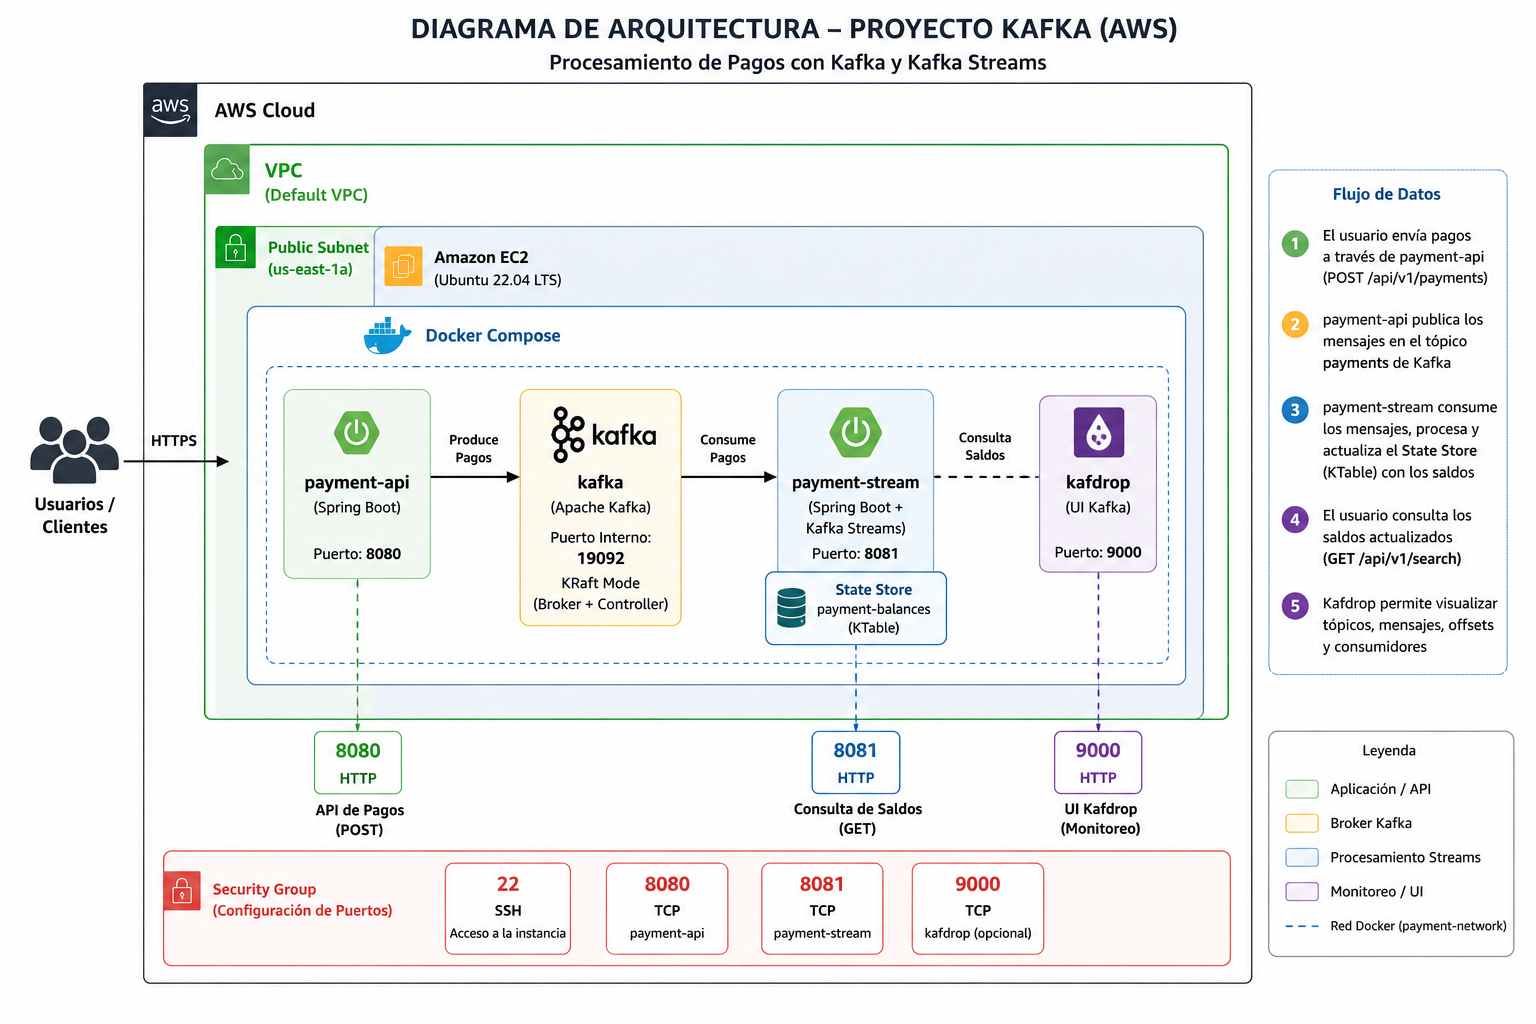 DIAGRAMA DE ARQUITECTURA – PROYECTO KAFKA (AWS)
Procesamiento de Pagos con Kafka y Kafka Streams
aws
AWS Cloud
VPC
(Default VPC)
Public Subnet
(us-east-1a)
Amazon EC2
(Ubuntu 22.04 LTS)
Docker Compose
HTTPS
Usuarios /
Clientes
payment-api
(Spring Boot)
Puerto: 8080
Produce
Pagos
kafka
kafka
(Apache Kafka)
Puerto Interno:
19092
KRaft Mode
(Broker + Controller)
Consume
Pagos
payment-stream
(Spring Boot +
Kafka Streams)
Puerto: 8081
State Store
payment-balances
(KTable)
Consulta
Saldos
kafdrop
(UI Kafka)
Puerto: 9000
8080
HTTP
API de Pagos
(POST)
8081
HTTP
Consulta de Saldos
(GET)
9000
HTTP
UI Kafdrop
(Monitoreo)
Security Group
(Configuración de Puertos)
22
SSH
Acceso a la instancia
8080
TCP
payment-api
8081
TCP
payment-stream
9000
TCP
kafdrop (opcional)
Flujo de Datos
1
El usuario envía pagos
a través de payment-api
(POST /api/v1/payments)
2
payment-api publica los
mensajes en el tópico
payments de Kafka
3
payment-stream consume
los mensajes, procesa y
actualiza el State Store
(KTable) con los saldos
4
El usuario consulta los
saldos actualizados
(GET /api/v1/search)
5
Kafdrop permite visualizar
tópicos, mensajes, offsets
y consumidores
Leyenda
Aplicación / API
Broker Kafka
Procesamiento Streams
Monitoreo / UI
Red Docker (payment-network)